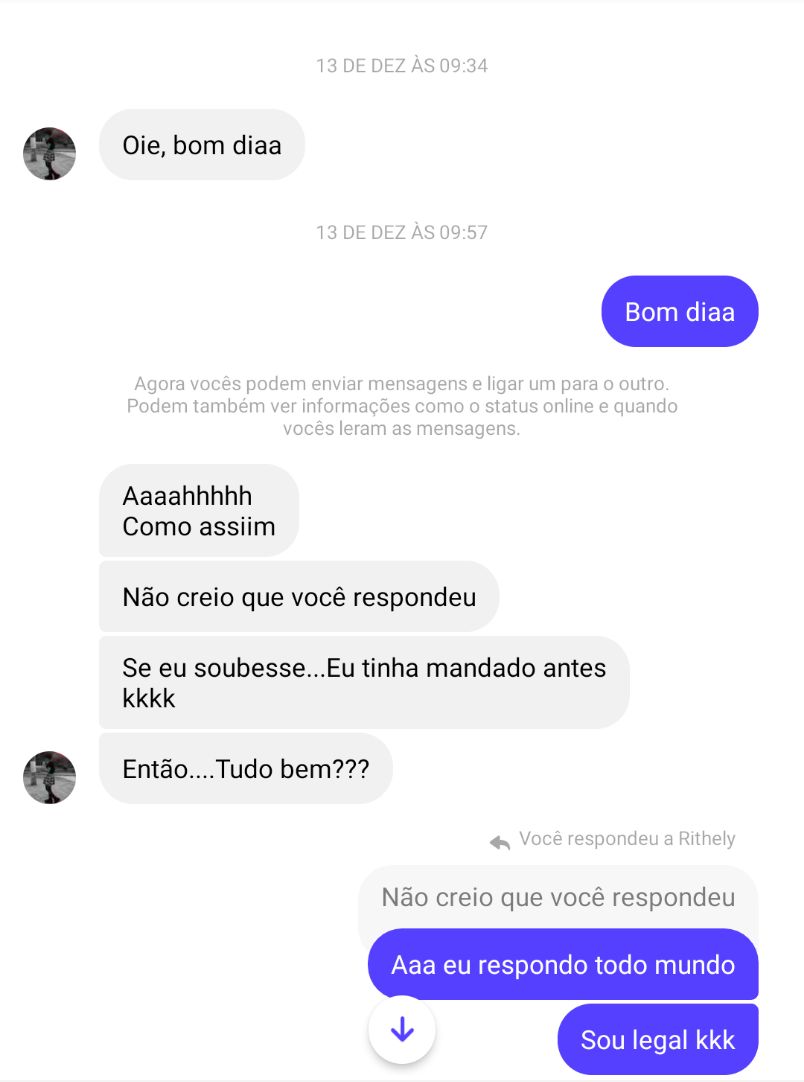 13 DE DEZ ÀS 09:34
Oie, bom diaa
13 DE DEZ ÀS 09:57
Bom diaa
Agora vocês podem enviar mensagens e ligar um para o outro.
Podem também ver informações como o status online e quando
vocês leram as mensagens.
Aaaahhhhh
Como assiim
Não creio que você respondeu
Se eu soubesse...Eu tinha mandado antes
kkkk
Então....Tudo bem???
Você respondeu a Rithely
Não creio que você respondeu
Aaa eu respondo todo mundo
Sou legal kkk